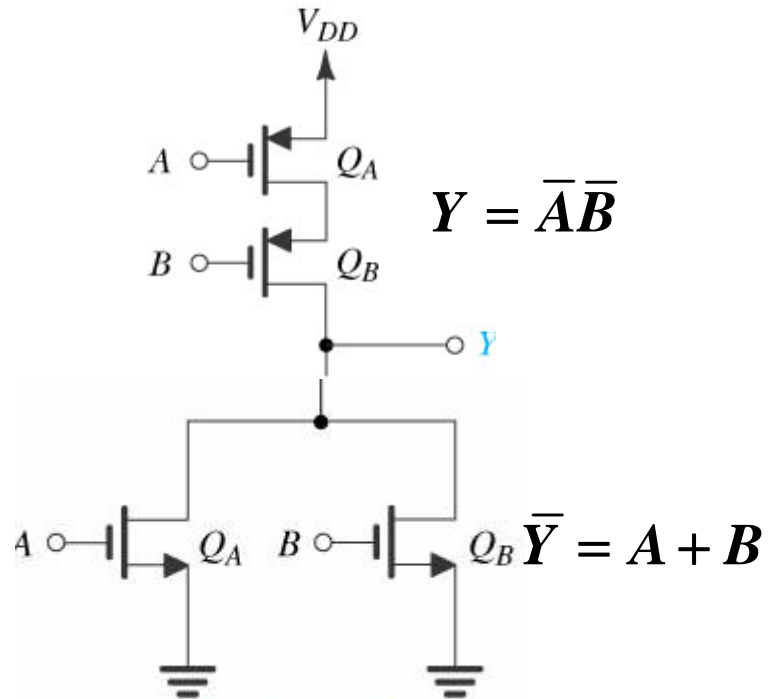 V_DD
A Q_A
Y = A̅B̅
B Q_B
Y
A Q_A B Q_B Y̅ = A + B